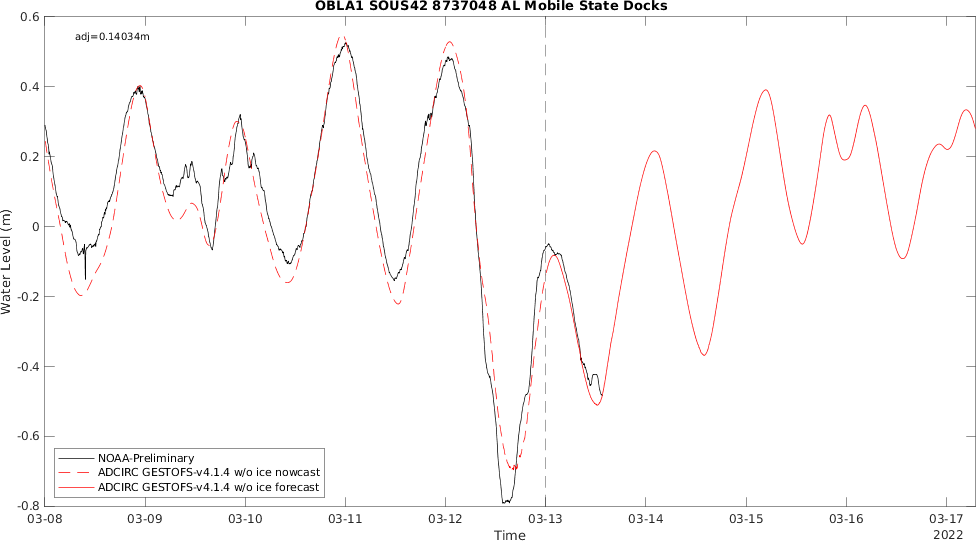 OBLA1 SOUS42 8737048 AL Mobile State Docks
adj=0.14034m
0.6
0.4
0.2
0
-0.2
-0.4
-0.6
-0.8
Water Level (m)
NOAA-Preliminary
ADCIRC GESTOFS-v4.1.4 w/o ice nowcast
ADCIRC GESTOFS-v4.1.4 w/o ice forecast
03-08 03-09 03-10 03-11 03-12 03-13 03-14 03-15 03-16 03-17
Time
2022